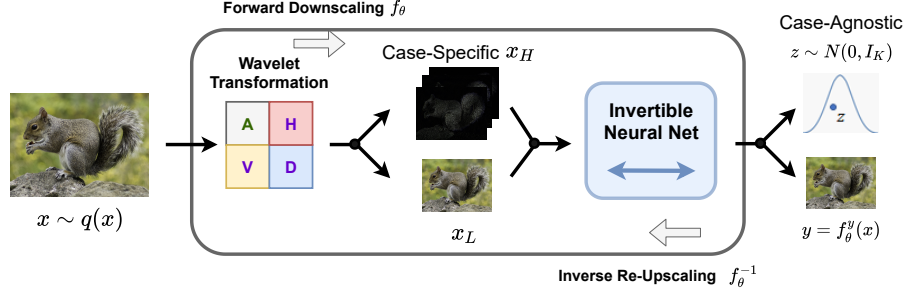 Forward Downscaling $f_\theta$
Wavelet
Transformation
A H
V D
Case-Specific $x_H$
$x_L$
Invertible
Neural Net
Case-Agnostic
$z \sim N(0, I_K)$
$z$
$y = f_\theta^y(x)$
$x \sim q(x)$
Inverse Re-Upscaling $f_\theta^{-1}$